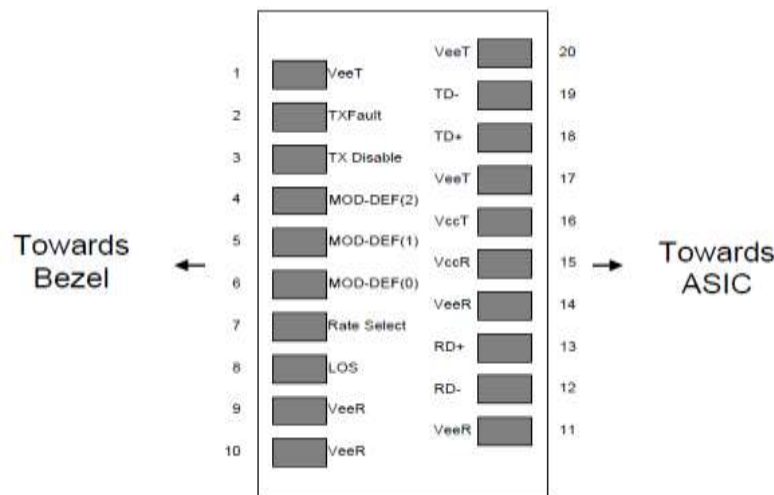 1 VeeT
2 TXFault
3 TX Disable
4 MOD-DEF(2)
5 MOD-DEF(1)
6 MOD-DEF(0)
7 Rate Select
8 LOS
9 VeeR
10 VeeR
VeeT 20
TD- 19
TD+ 18
VeeT 17
VccT 16
VccR 15
VeeR 14
RD+ 13
RD- 12
VeeR 11
Towards
Bezel
Towards
ASIC